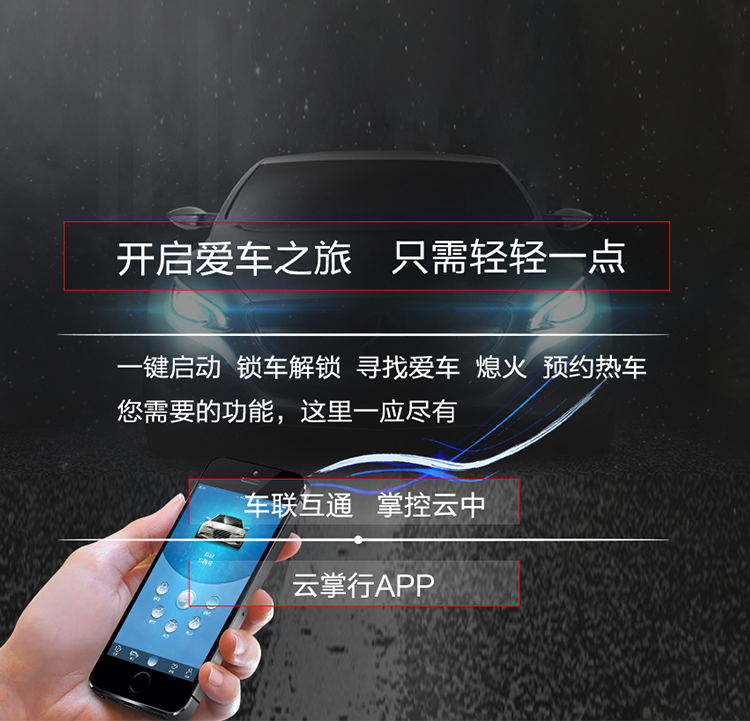 开启爱车之旅 只需轻轻一点
一键启动 锁车解锁 寻找爱车 熄火 预约热车
您需要的功能，这里一应尽有
车联互通 掌控云中
云掌行APP